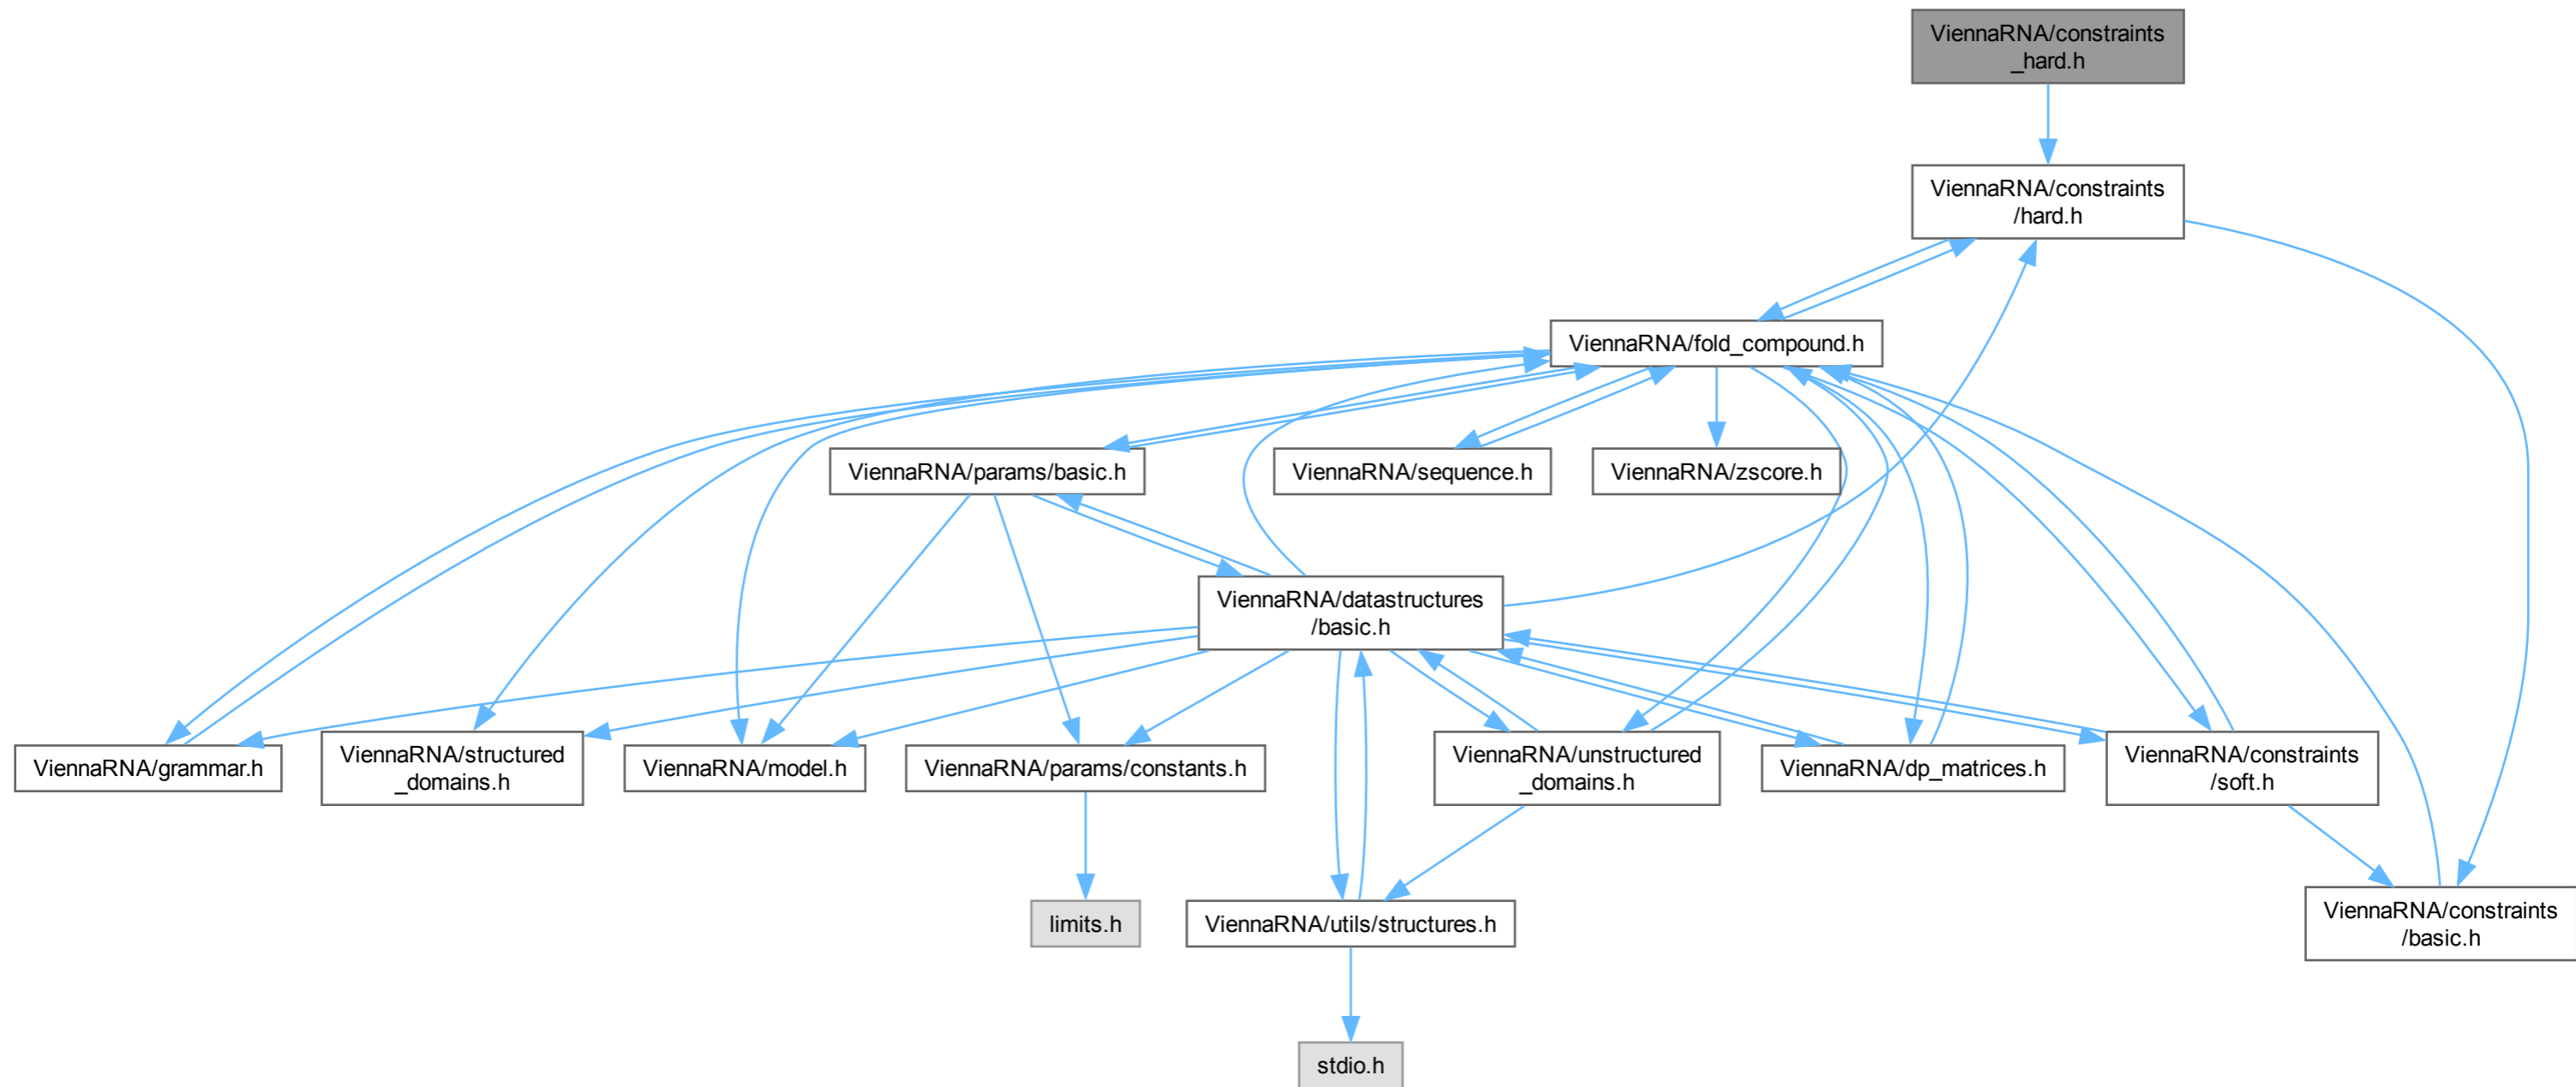 ViennaRNA/constraints
_hard.h
ViennaRNA/constraints
/hard.h
ViennaRNA/fold_compound.h
ViennaRNA/params/basic.h
ViennaRNA/sequence.h
ViennaRNA/zscore.h
ViennaRNA/datastructures
/basic.h
ViennaRNA/grammar.h
ViennaRNA/structured
_domains.h
ViennaRNA/model.h
ViennaRNA/params/constants.h
ViennaRNA/unstructured
_domains.h
ViennaRNA/dp_matrices.h
ViennaRNA/constraints
/soft.h
limits.h
ViennaRNA/utils/structures.h
ViennaRNA/constraints
/basic.h
stdio.h